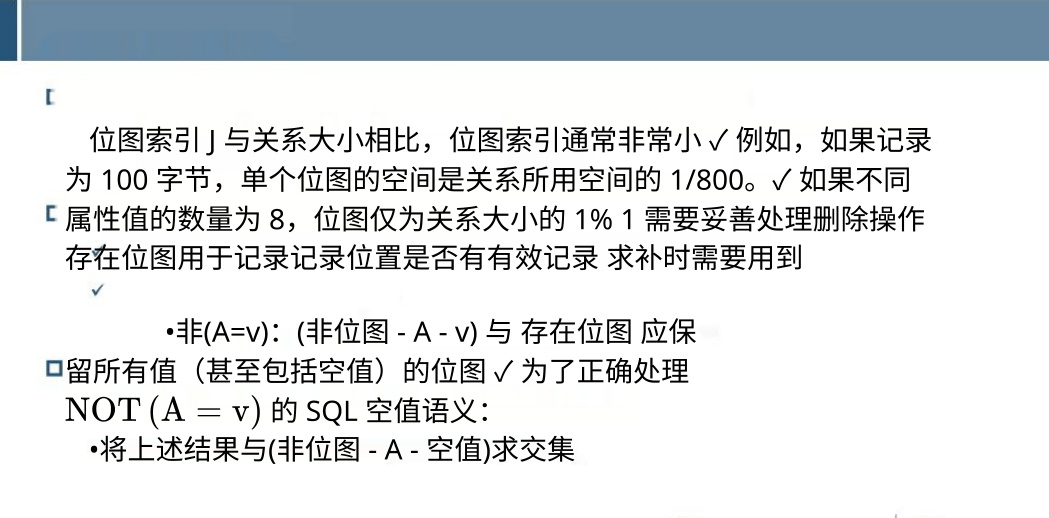 位图索引 J 与关系大小相比，位图索引通常非常小 ✓ 例如，如果记录
为 100 字节，单个位图的空间是关系所用空间的 1/800。✓ 如果不同
属性值的数量为 8，位图仅为关系大小的 1% 1 需要妥善处理删除操作
存在位图用于记录记录位置是否有有效记录 求补时需要用到
•非(A=v)：(非位图 - A - v) 与 存在位图 应保
留所有值（甚至包括空值）的位图 ✓ 为了正确处理
NOT (A = v) 的 SQL 空值语义：
•将上述结果与(非位图 - A - 空值)求交集